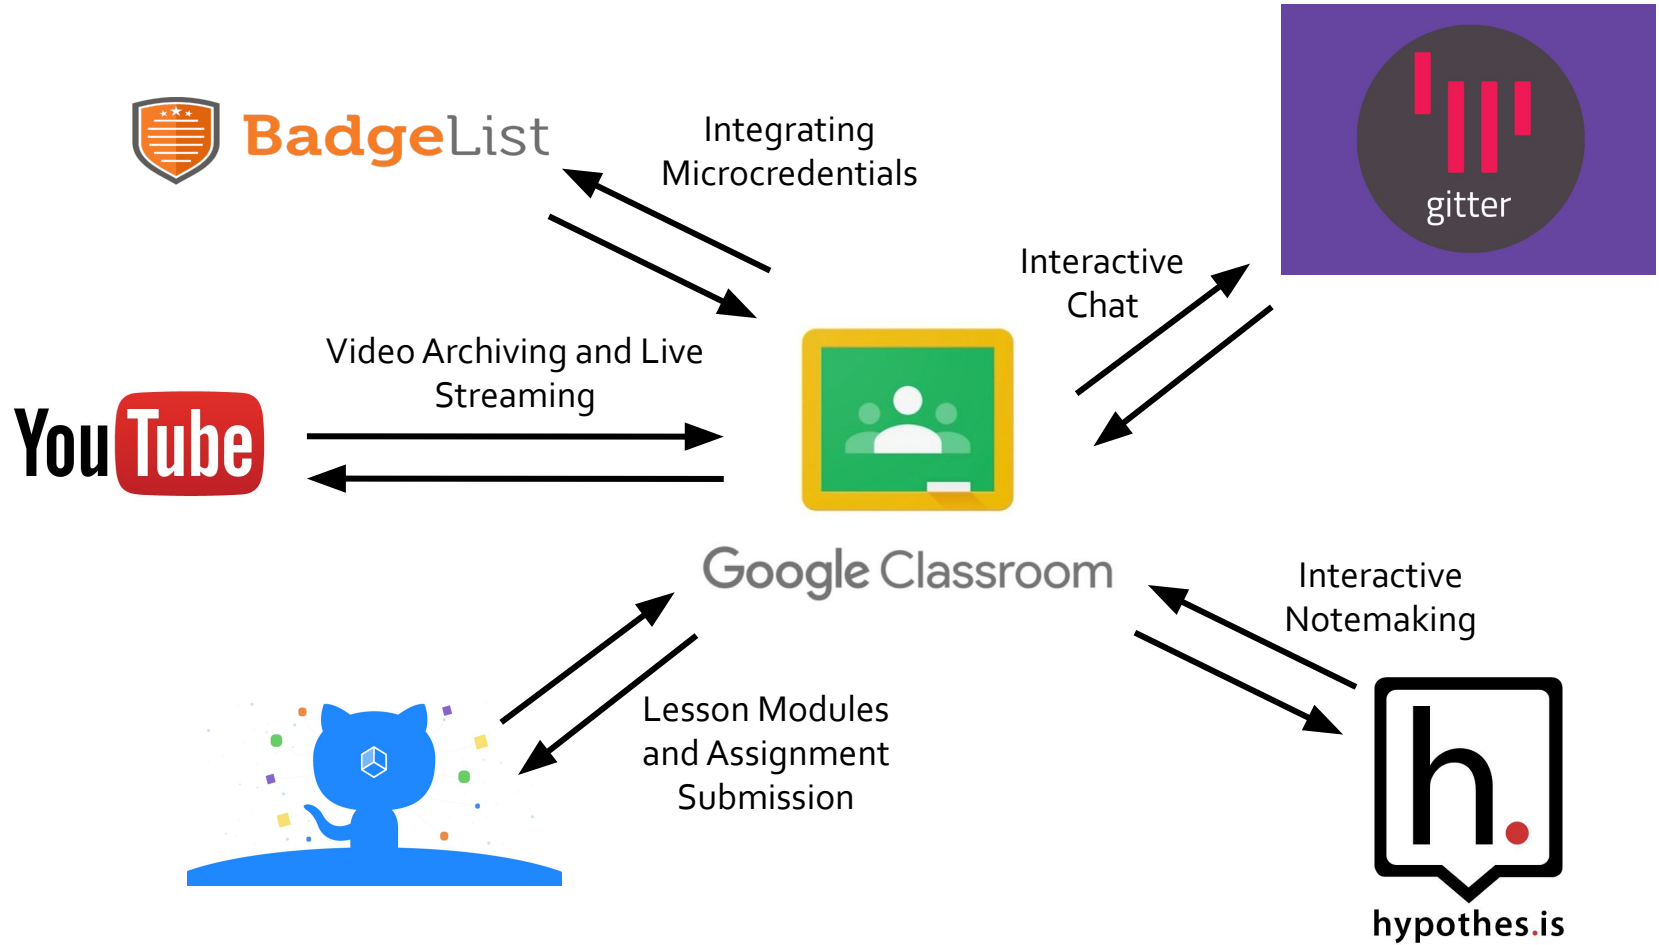 BadgeList
Integrating
Microcredentials
gitter
Interactive
Chat
Video Archiving and Live
Streaming
YouTube
Google Classroom
Interactive
Notemaking
Lesson Modules
and Assignment
Submission
h.
hypothes.is